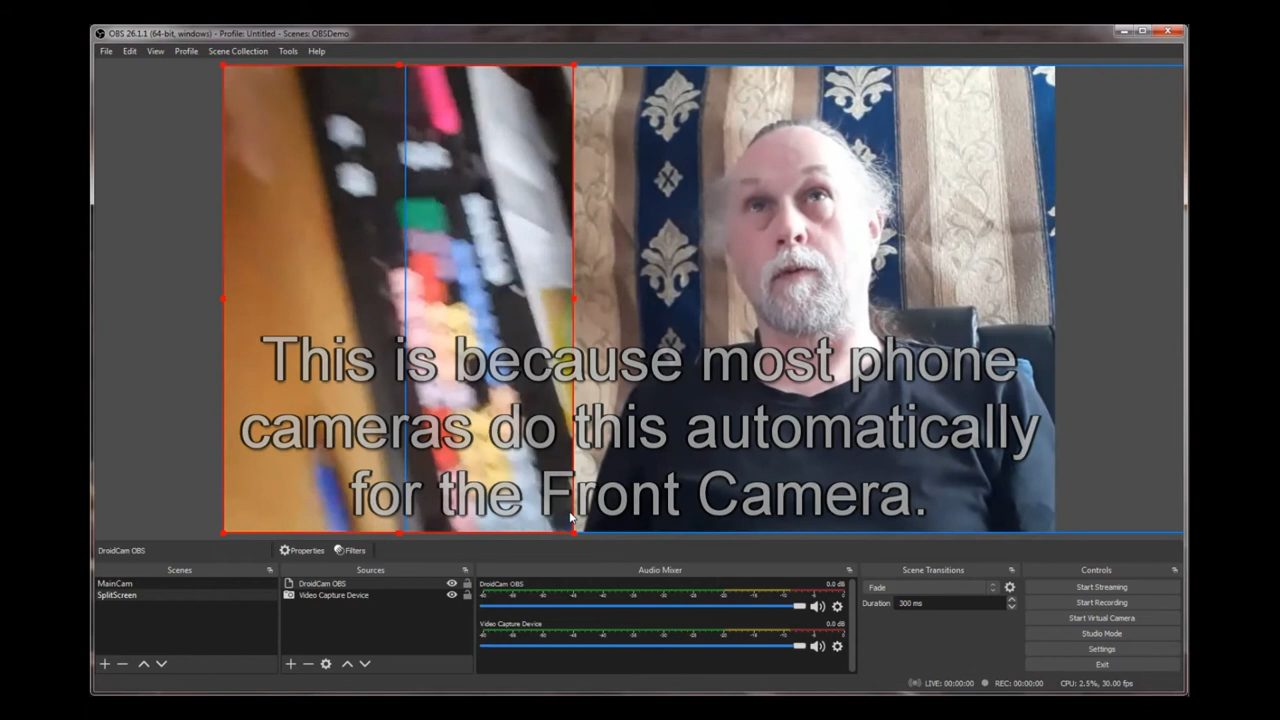 OBS 26.1.1 (64-bit, windows) - Profile: Untitled - Scenes: OBSDemo
File Edit View Profile Scene Collection Tools Help
This is because most phone
cameras do this automatically
for the Front Camera.
DroidCam OBS Properties Filters
Scenes
MainCam
SplitScreen
Sources
DroidCam OBS
Video Capture Device
Audio Mixer
DroidCam OBS 0.0 dB
Video Capture Device 0.0 dB
Scene Transitions
Fade
Duration 300 ms
Controls
Start Streaming
Start Recording
Start Virtual Camera
Studio Mode
Settings
Exit
LIVE: 00:00:00 REC: 00:00:00 CPU: 2.5%, 30.00 fps